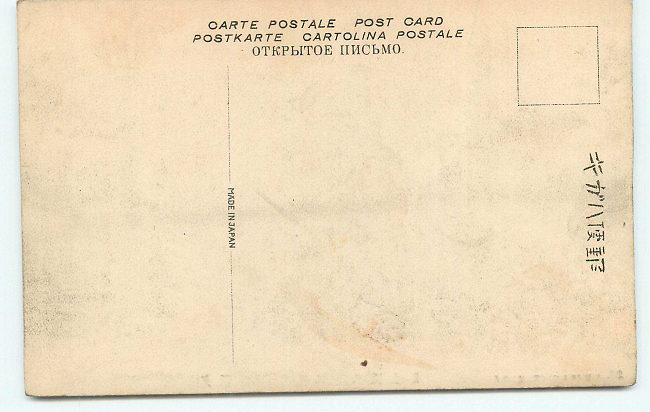 CARTE POSTALE POST CARD
POSTKARTE CARTOLINA POSTALE
ОТКРЫТОЕ ПИСЬМО.
キガハ便郵
MADE IN JAPAN